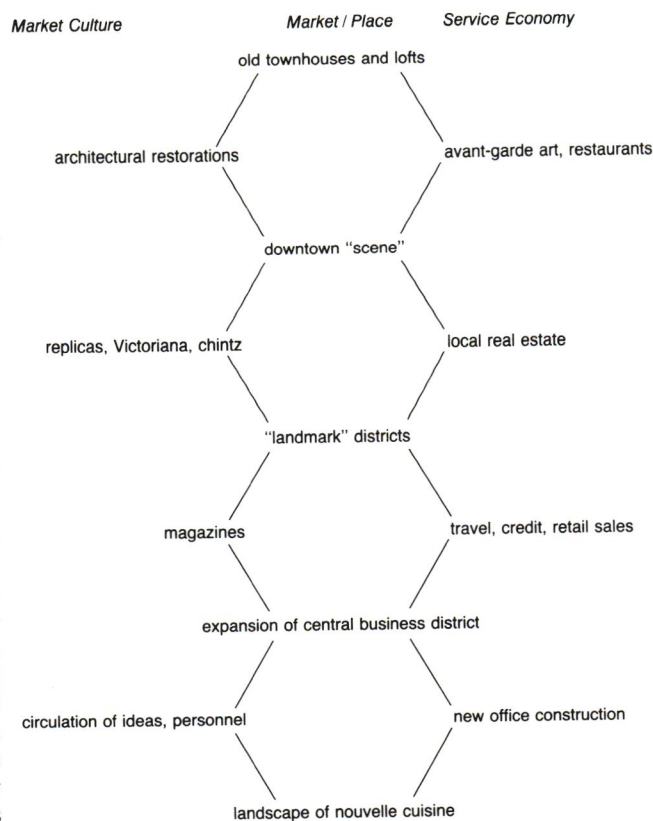 Market Culture Market / Place Service Economy
old townhouses and lofts
architectural restorations avant-garde art, restaurants
downtown “scene”
replicas, Victoriana, chintz local real estate
“landmark” districts
magazines travel, credit, retail sales
expansion of central business district
circulation of ideas, personnel new office construction
landscape of nouvelle cuisine